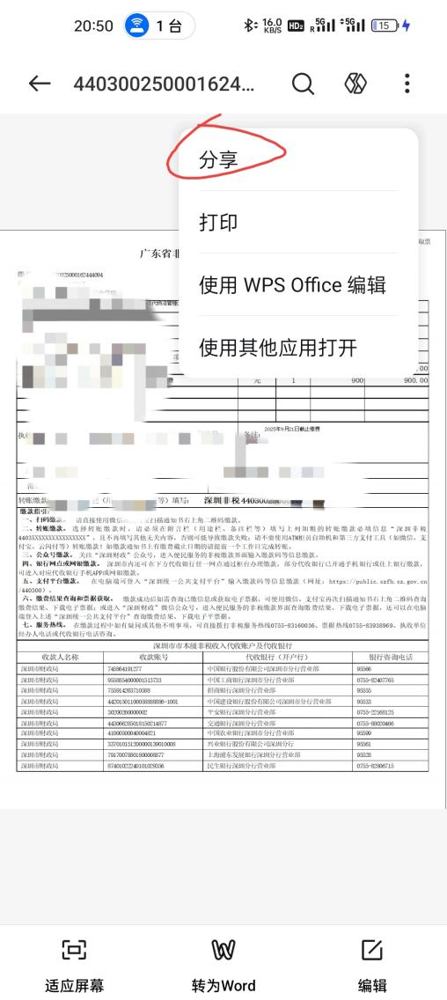 20:50
1 台
16.0 KB/S
HD2
5G
5G
15
440300250001624...
分享
打印
使用 WPS Office 编辑
使用其他应用打开
取票
广东省非
元 1 900 900.00
备注:
2025年9月21日截止缴费
转账缴款
等）填写: 深圳非税440300250
缴款指引:
一、扫码缴款。 请直接使用微信
扫描通知书右上角二维码缴款。
二、转账缴款。 选择转账缴款时，请必须在附言栏（用途栏、备注栏等）填写上列加粗的转账缴款必填信息“深圳非税
4403XXXXXXXXXXXXXXXX”，且不再填写其他无关内容，否则可能导致缴款失败；请不要使用ATM柜员自助机和第三方支付工具（如微信、支
付宝、云闪付等）转账缴款！如缴款通知书上有缴费截止日期的请提前一个工作日完成转账。
三、公众号缴款。 关注“深圳财政”公众号，进入便民服务的非税缴款界面输入缴款码等信息缴款。
四、银行网点或网银缴款。 深圳市内还可在下方代收银行任一网点通过柜台办理缴款，部分代收银行已开通手机银行或往上银行缴款，
可进入对应代收银行手机APP或网银缴款。
五、支付平台缴款。 在电脑端可登入“深圳统一公共支付平台”输入缴款码等信息缴款（网址：https://public.szfb.sz.gov.cn
/440300）。
六、缴款结果查询和票据获取。 缴款成功后如需查询已缴信息或获取电子票据，可使用微信、支付宝再次扫描通知书右上角二维码查询
缴费结果、下载电子票据；或进入“深圳财政”微信公众号，进入便民服务的非税缴款界面查询缴费结果、下载电子票据，还可以在电脑
端登入上述“深圳统一公共支付平台”查询缴费结果、下载电子票据。
七、服务热线。 在缴款过程中如有疑问或其他不明事项，可直接拨打非税服务热线0755-83160036、票据热线0755-83938969、执收单位
经办人电话或代收银行电话咨询。
深圳市市本级非税收入代收账户及代收银行
收款人名称 收款账号 代收银行（开户行） 银行咨询电话
深圳市财政局 745864191277 中国银行股份有限公司深圳市分行营业部 95566
深圳市财政局 9558854000001513733 中国工商银行深圳市分行营业部 0755-82407765
深圳市财政局 755914263710588 招商银行深圳分行营业部 95555
深圳市财政局 44201501100058888886-1001 中国建设银行股份有限公司深圳市分行营业部 95533
深圳市财政局 30200280000002 平安银行深圳分行营业部 0755-22168125
深圳市财政局 443066285018150214877 交通银行深圳分行营业部 0755-88020466
深圳市财政局 41000500040004821 中国农业银行深圳市分行营业部 95599
深圳市财政局 337010151200000139010008 兴业银行股份有限公司深圳分行 95561
深圳市财政局 79170078801800008877 上海浦东发展银行深圳分行营业部 95528
深圳市财政局 874010222401010 29356 民生银行深圳分行营业部 0755-82806715
适应屏幕
转为Word
编辑